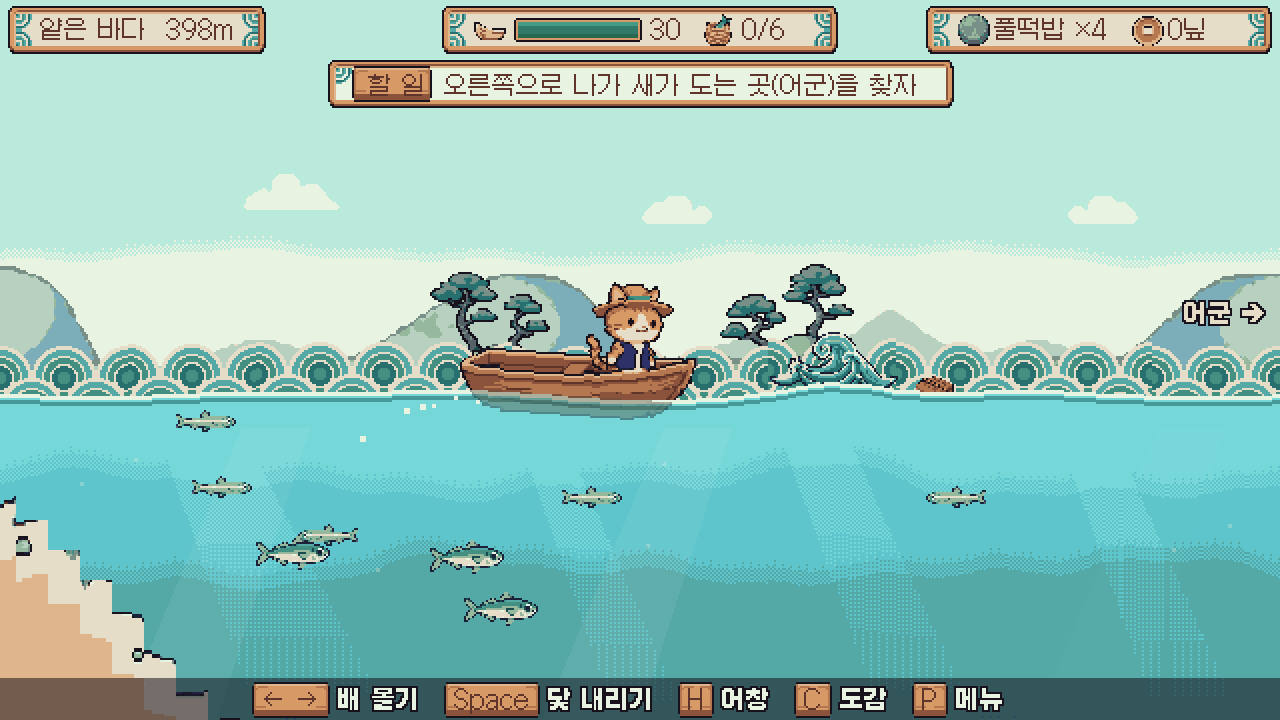 얕은 바다 398m
30 0/6
풀떡밥 ×4 0닢
할 일 오른쪽으로 나가 새가 도는 곳(어군)을 찾자
어군 →
← → 배 몰기 Space 닻 내리기 H 어창 C 도감 P 메뉴